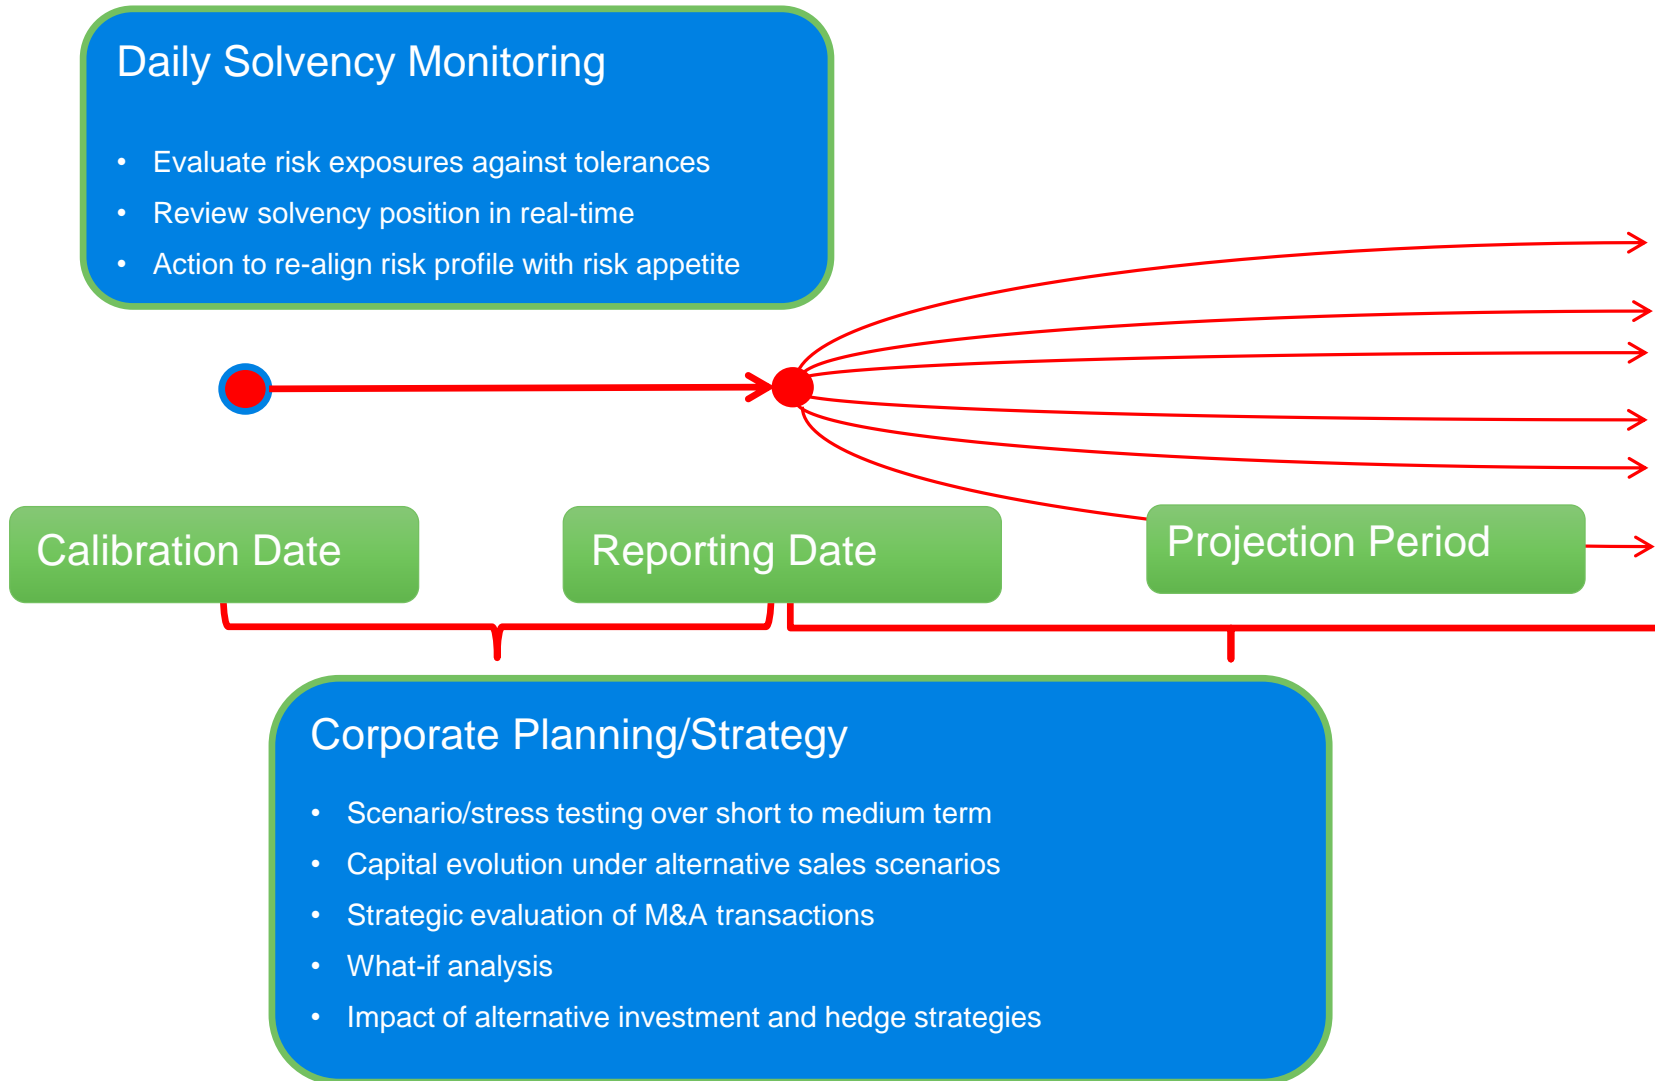 Daily Solvency Monitoring
• Evaluate risk exposures against tolerances
• Review solvency position in real-time
• Action to re-align risk profile with risk appetite
Calibration Date
Reporting Date
Projection Period
Corporate Planning/Strategy
• Scenario/stress testing over short to medium term
• Capital evolution under alternative sales scenarios
• Strategic evaluation of M&A transactions
• What-if analysis
• Impact of alternative investment and hedge strategies